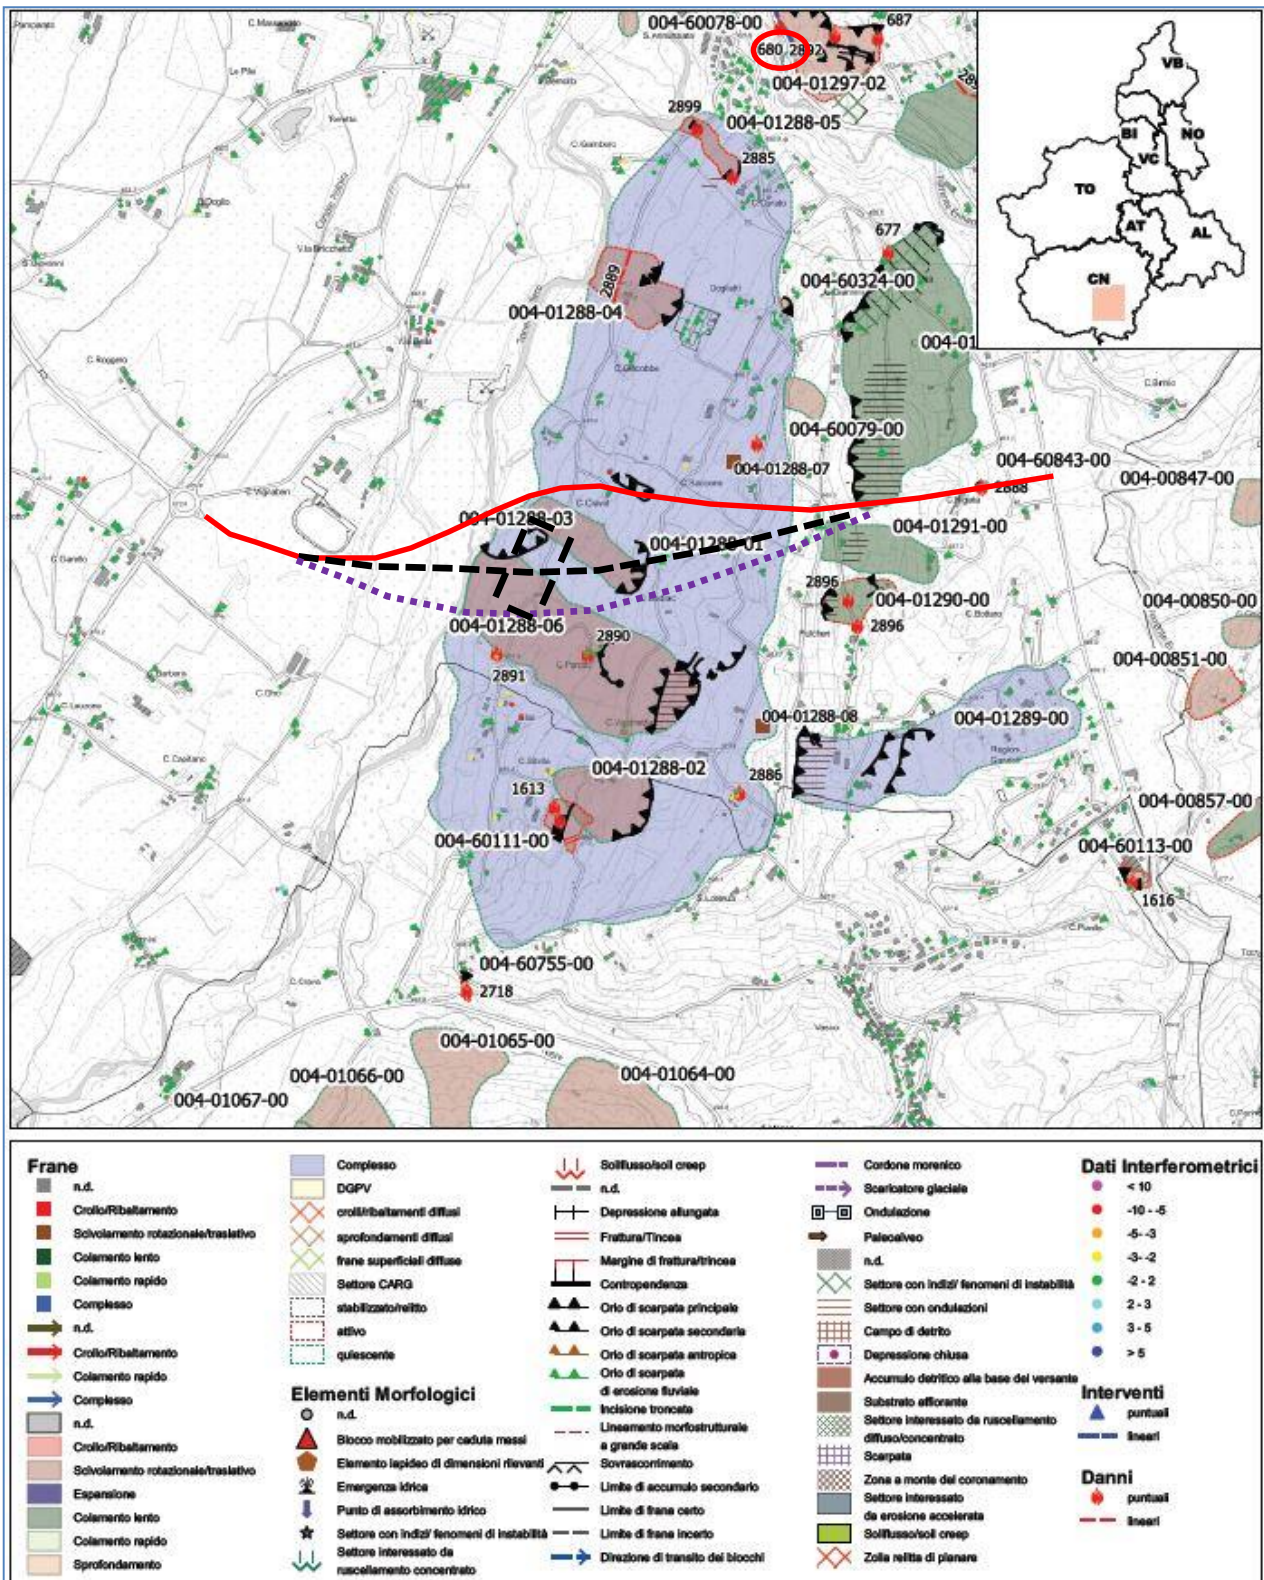 004-60078-00
687
680
2892
004-01297-02
C. Massapolo
Le Pile
2899
004-01288-05
C. Gambero
2885
677
004-60324-00
2889
004-01288-04
C. Roggero
004-01
004-60079-00
004-01288-07
004-60843-00
004-00847-00
2888
004-01288-03
004-01291-00
004-01288-01
2896
004-01290-00
004-00850-00
004-01288-06
2896
2890
004-00851-00
2891
004-01288-08
004-01289-00
004-01288-02
2886
1613
004-00857-00
004-60111-00
004-60113-00
1616
004-60755-00
2718
Vasco
004-01065-00
004-01066-00
004-01064-00
004-01067-00
VB
BI
NO
VC
TO
AT
AL
CN
Frane
n.d.
Crollo/Ribaltamento
Scivolamento rotazionale/traslativo
Colamento lento
Colamento rapido
Complesso
n.d.
Crollo/Ribaltamento
Colamento rapido
Complesso
n.d.
Crollo/Ribaltamento
Scivolamento rotazionale/traslativo
Espansione
Colamento lento
Colamento rapido
Sprofondamento
Complesso
DGPV
crolli/ribaltamenti diffusi
sprofondamenti diffusi
frane superficiali diffuse
Settore CARG
stabilizzato/relitto
attivo
quiescente
Elementi Morfologici
n.d.
Blocco mobilizzato per caduta massi
Elemento lapideo di dimensioni rilevanti
Emergenza idrica
Punto di assorbimento idrico
Settore con indizi/ fenomeni di instabilità
Settore interessato da
ruscellamento concentrato
Soliflusso/soil creep
n.d.
Depressione allungata
Frattura/Tincea
Margine di frattura/trincea
Contropendenza
Orlo di scarpata principale
Orlo di scarpata secondaria
Orlo di scarpata antropica
Orlo di scarpata
di erosione fluviale
Incisione troncata
Lineamento morfostrutturale
a grande scala
Sovrascorrimento
Limite di accumulo secondario
Limite di frana certo
Limite di frana incerto
Direzione di transito dei blocchi
Cordone morenico
Scaricatore glaciale
Ondulazione
Paleoalveo
n.d.
Settore con indizi/ fenomeni di instabilità
Settore con ondulazioni
Campo di detrito
Depressione chiusa
Accumulo detritico alla base del versante
Substrato affiorante
Settore interessato da ruscellamento
diffuso/concentrato
Scarpata
Zona a monte del coronamento
Settore interessato
da erosione accelerata
Soliflusso/soil creep
Zolla relitta di planare
Dati Interferometrici
< 10
-10 - -5
-5 - -3
-3 - -2
-2 - 2
2 - 3
3 - 5
> 5
Interventi
puntuali
lineari
Danni
puntuali
lineari